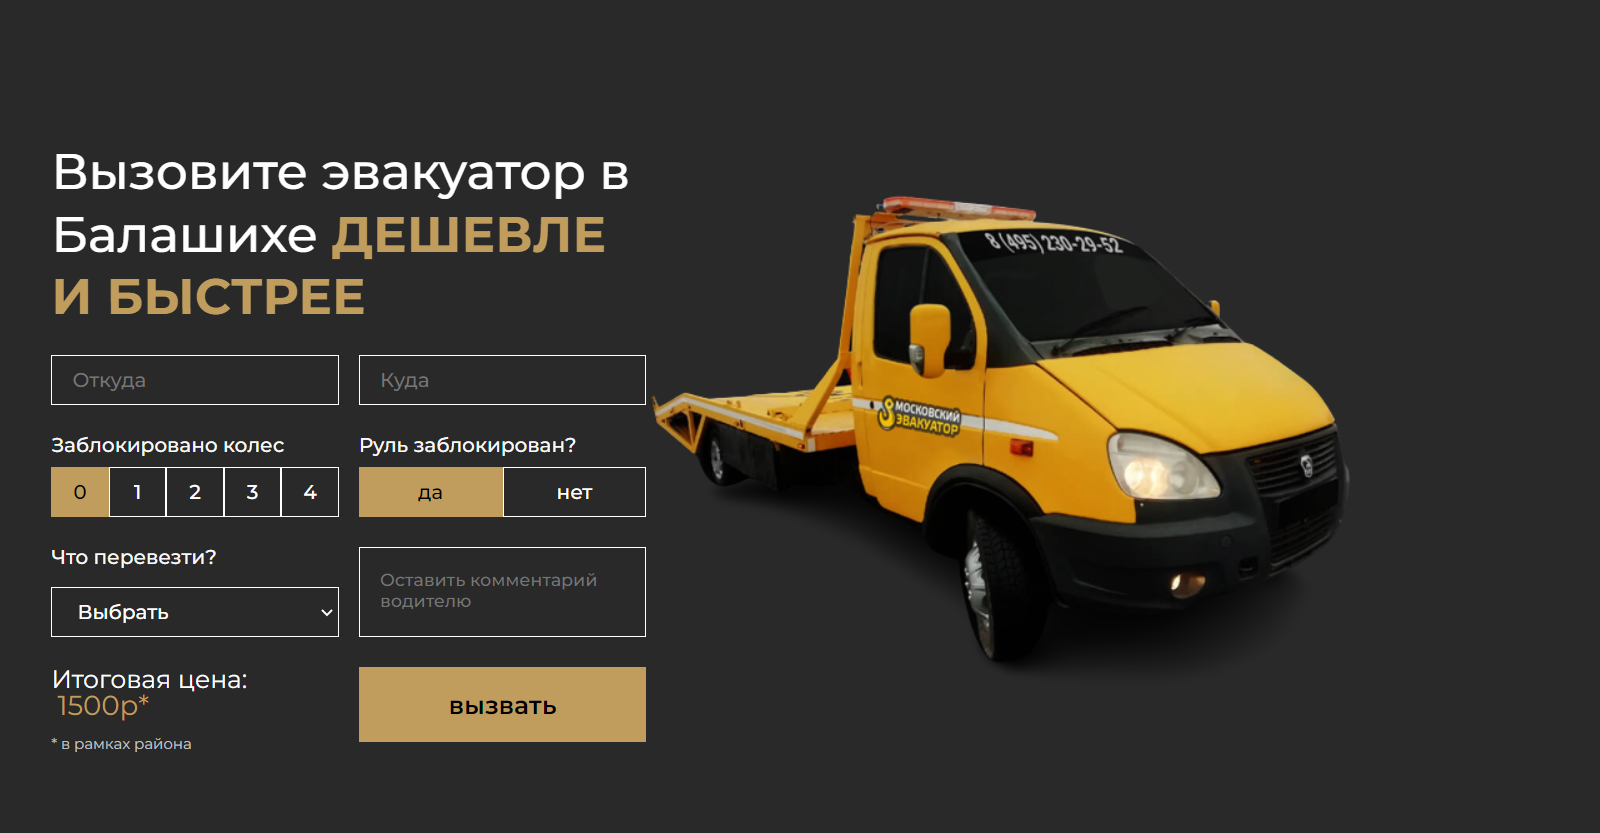 Вызовите эвакуатор в
Балашихе ДЕШЕВЛЕ
И БЫСТРЕЕ
Откуда
Куда
Заблокировано колес
Руль заблокирован?
0 1 2 3 4
да нет
Что перевезти?
Выбрать
Оставить комментарий
водителю
Итоговая цена:
1500р*
* в рамках района
вызвать
8 (495) 230-29-52
МОСКОВСКИЙ
ЭВАКУАТОР